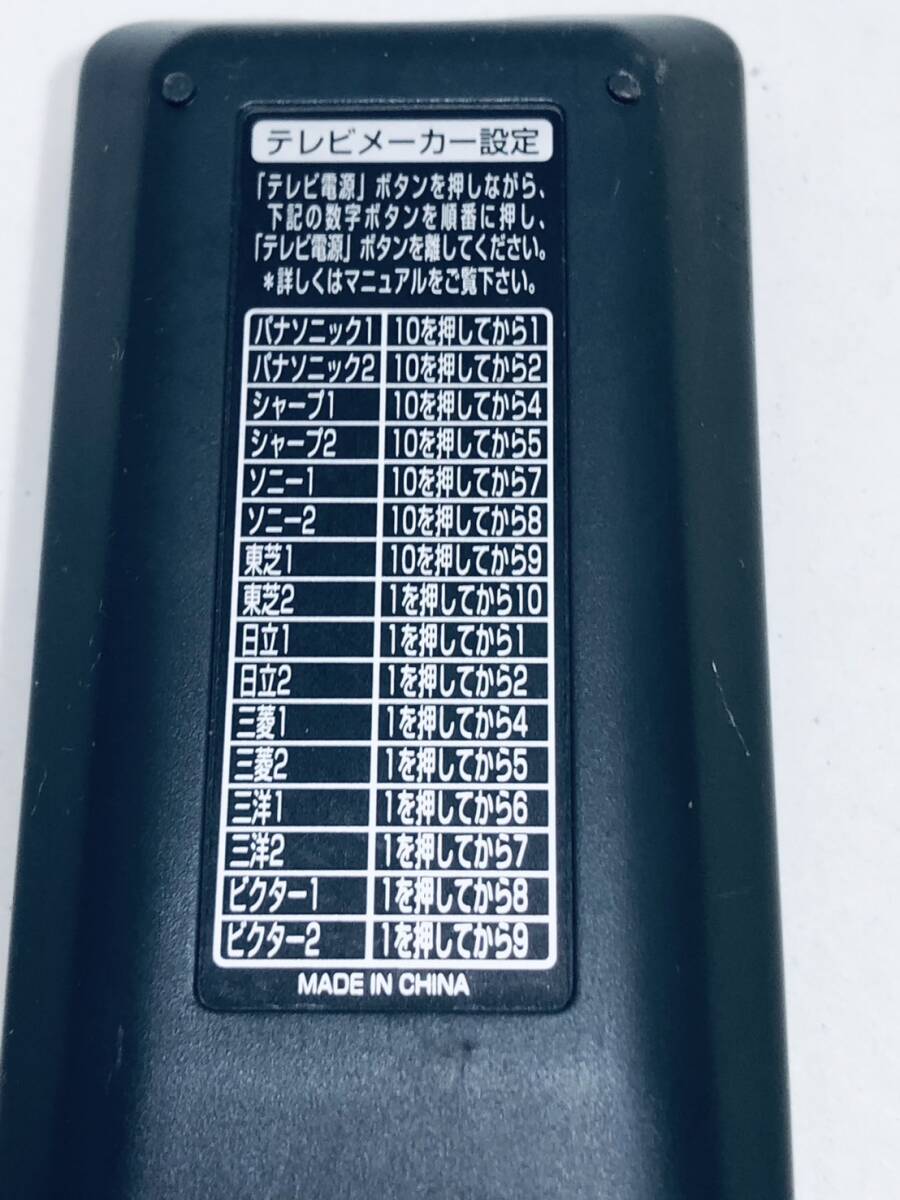 テレビメーカー設定
「テレビ電源」ボタンを押しながら、
下記の数字ボタンを順番に押し、
「テレビ電源」ボタンを離してください。
*詳しくはマニュアルをご覧下さい。
パナソニック1 10を押してから1
パナソニック2 10を押してから2
シャープ1 10を押してから4
シャープ2 10を押してから5
ソニー1 10を押してから7
ソニー2 10を押してから8
東芝1 10を押してから9
東芝2 1を押してから10
日立1 1を押してから1
日立2 1を押してから2
三菱1 1を押してから4
三菱2 1を押してから5
三洋1 1を押してから6
三洋2 1を押してから7
ビクター1 1を押してから8
ビクター2 1を押してから9
MADE IN CHINA